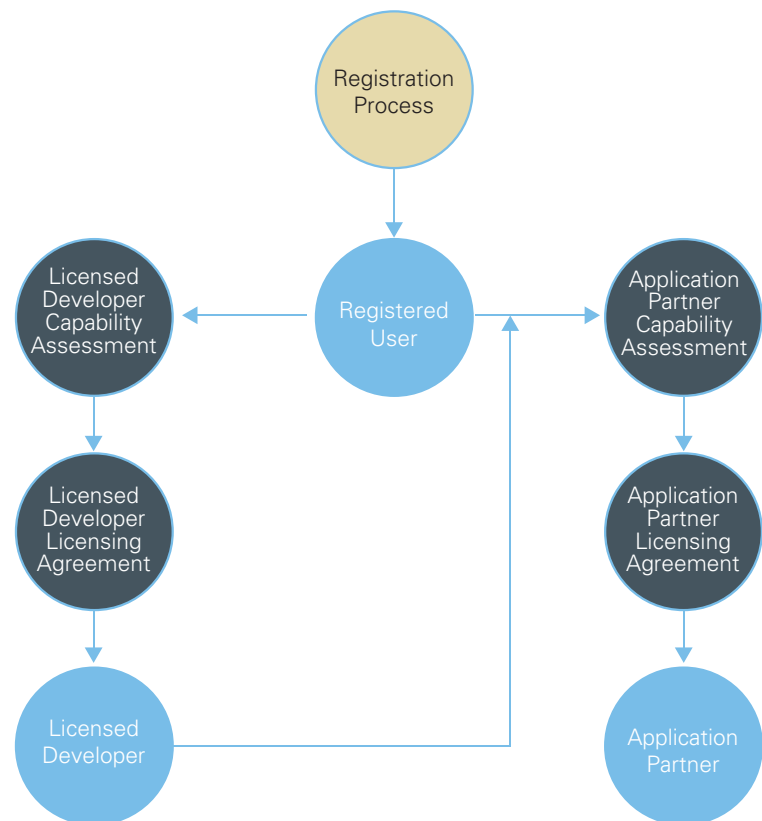 Registration
Process
Registered
User
Licensed
Developer
Capability
Assessment
Application
Partner
Capability
Assessment
Licensed
Developer
Licensing
Agreement
Application
Partner
Licensing
Agreement
Licensed
Developer
Application
Partner